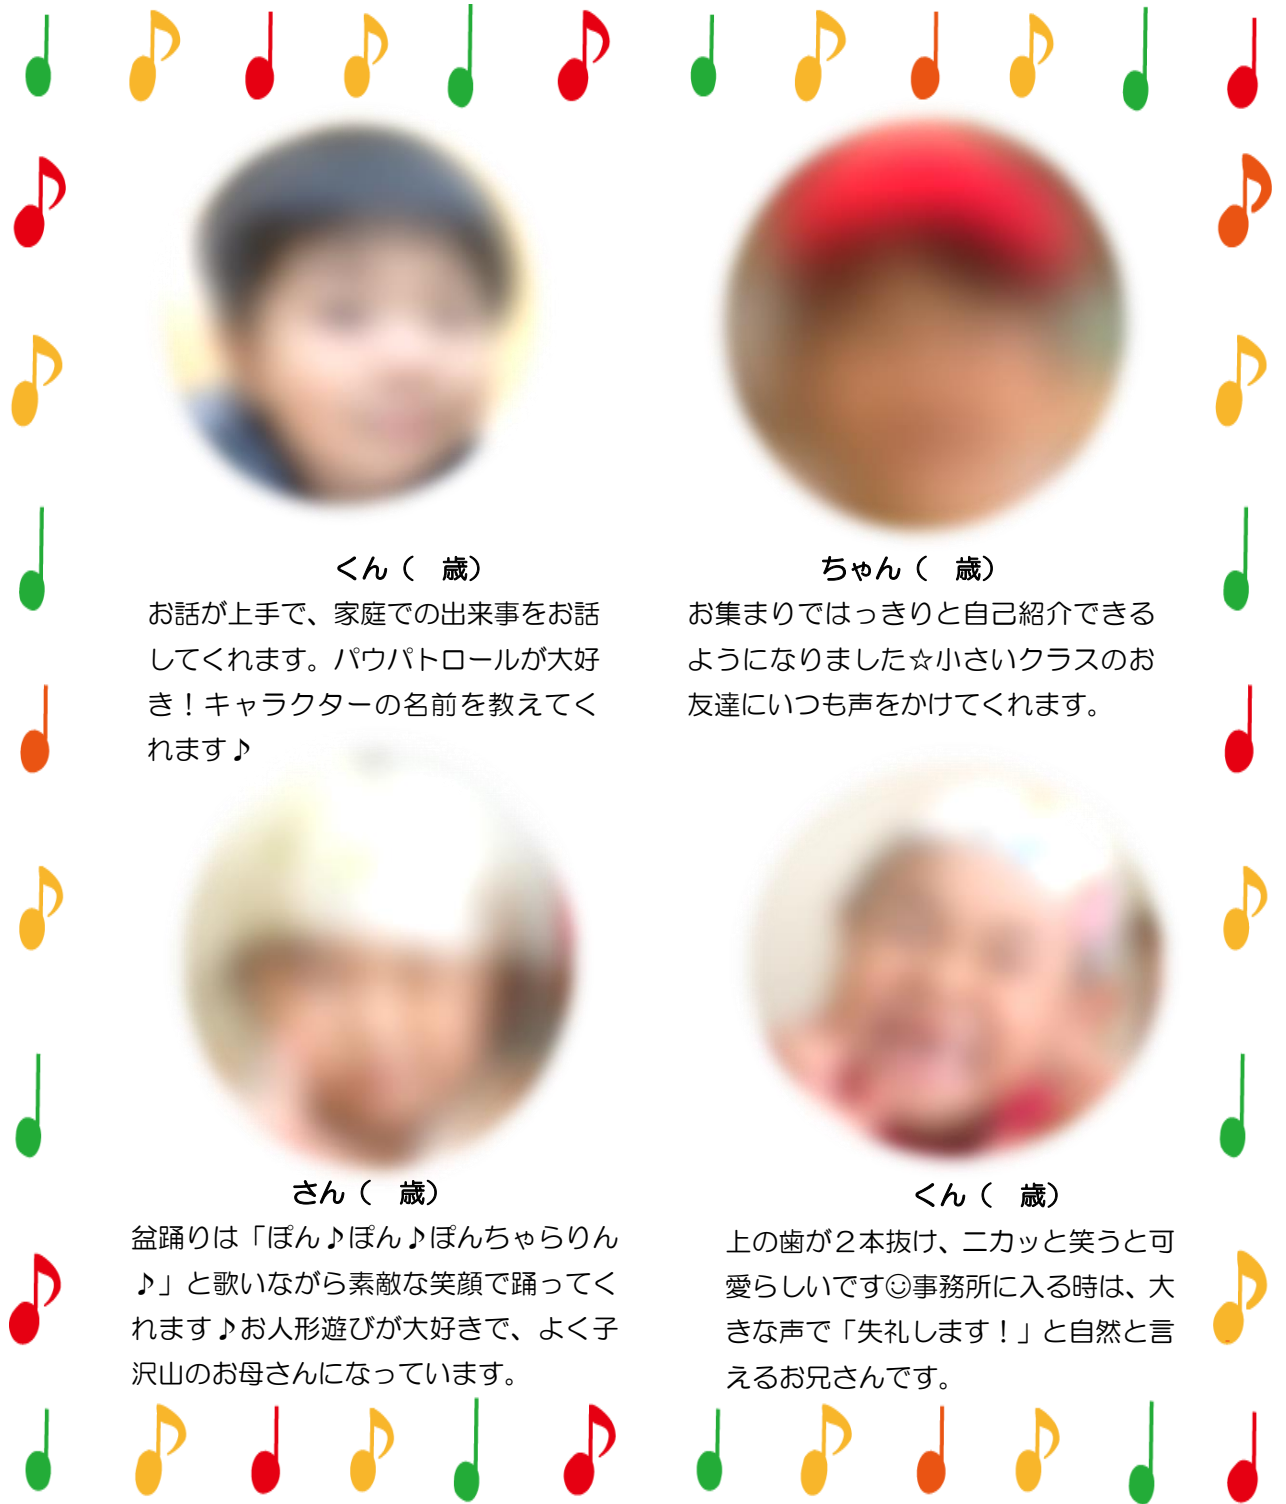 くん（　歳）
お話が上手で、家庭での出来事をお話
してくれます。パウパトロールが大好
き！キャラクターの名前を教えてく
れます♪
ちゃん（　歳）
お集まりではっきりと自己紹介できる
ようになりました☆小さいクラスのお
友達にいつも声をかけてくれます。
さん（　歳）
盆踊りは「ぽん♪ぽん♪ぽんちゃらりん
♪」と歌いながら素敵な笑顔で踊ってく
れます♪お人形遊びが大好きで、よく子
沢山のお母さんになっています。
くん（　歳）
上の歯が２本抜け、ニカッと笑うと可
愛らしいです☺事務所に入る時は、大
きな声で「失礼します！」と自然と言
えるお兄さんです。